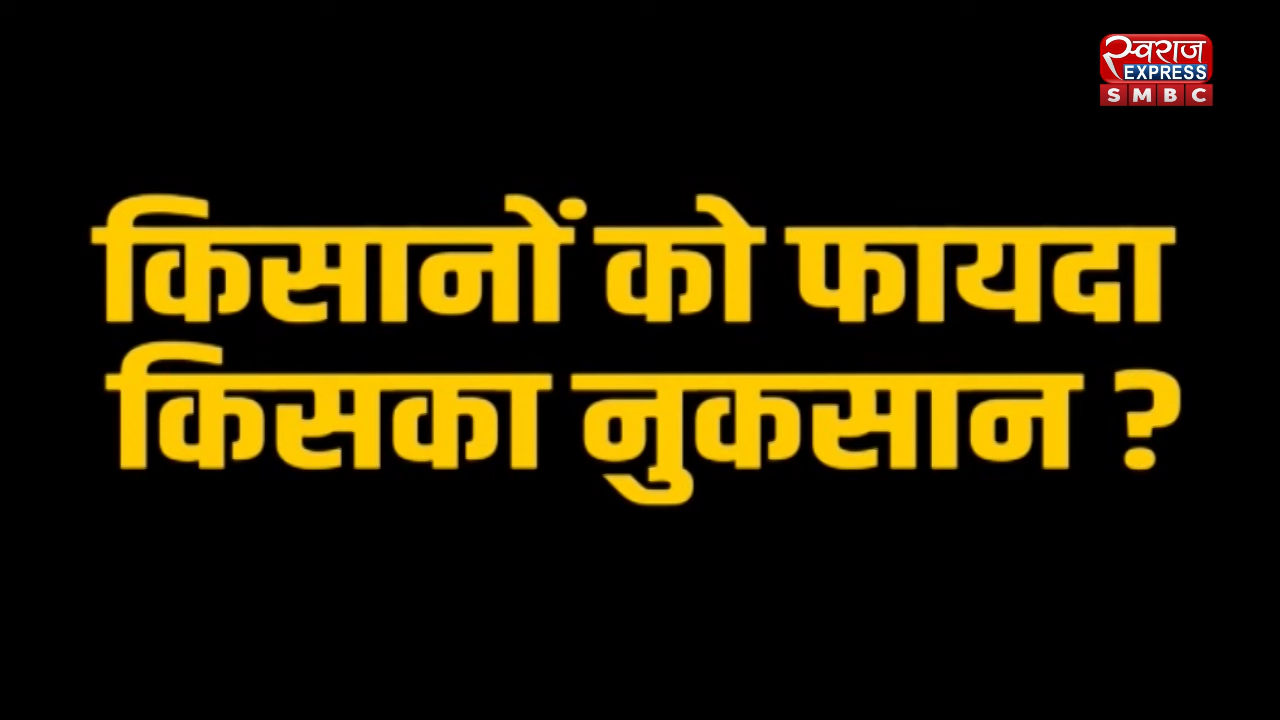 स्वराज
EXPRESS
SMBC
किसानों को फायदा
किसका नुकसान ?